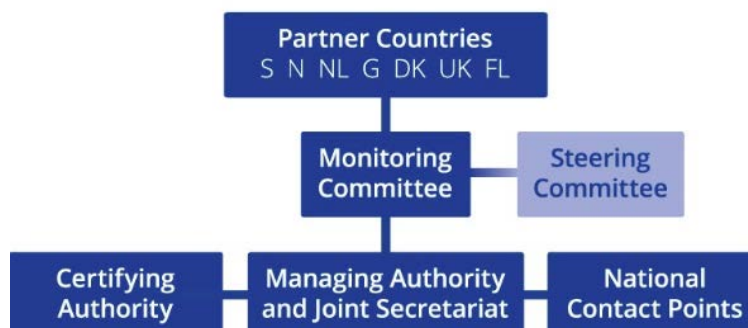 Partner Countries
S N NL G DK UK FL
Monitoring
Committee
Steering
Committee
Certifying
Authority
Managing Authority
and Joint Secretariat
National
Contact Points